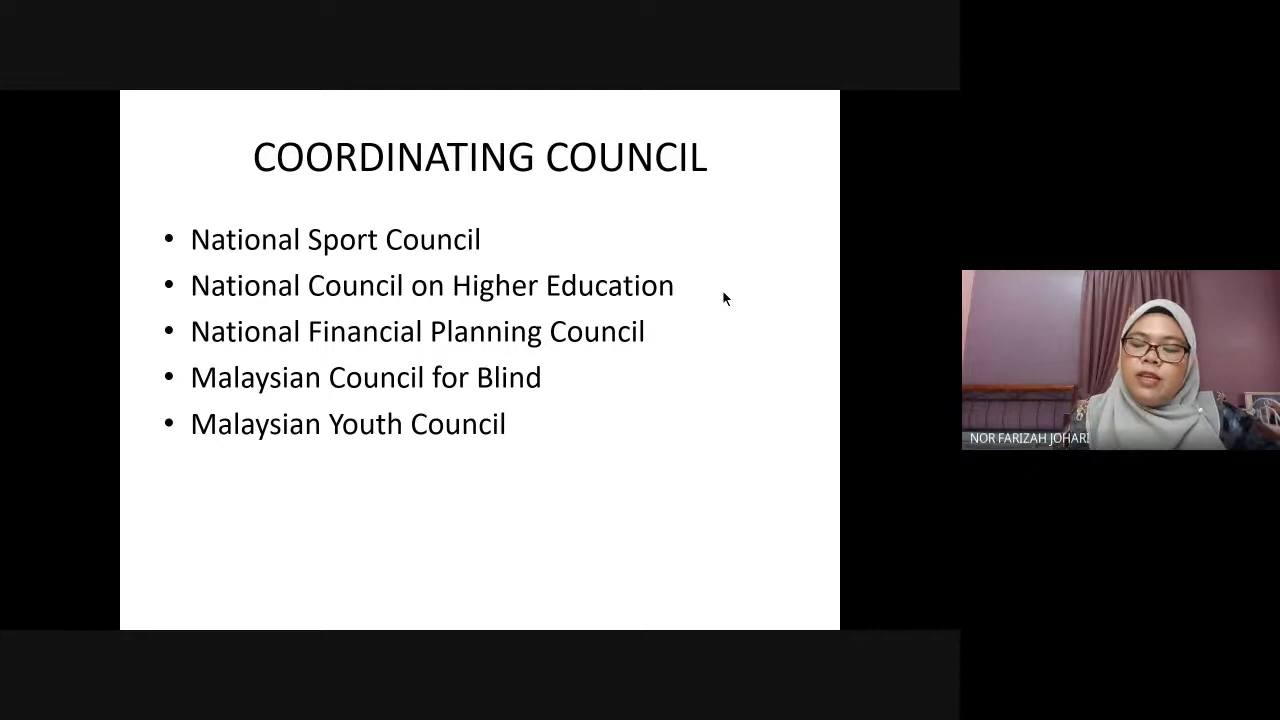 COORDINATING COUNCIL
• National Sport Council
• National Council on Higher Education
• National Financial Planning Council
• Malaysian Council for Blind
• Malaysian Youth Council
NOR FARIZAH JOHARI